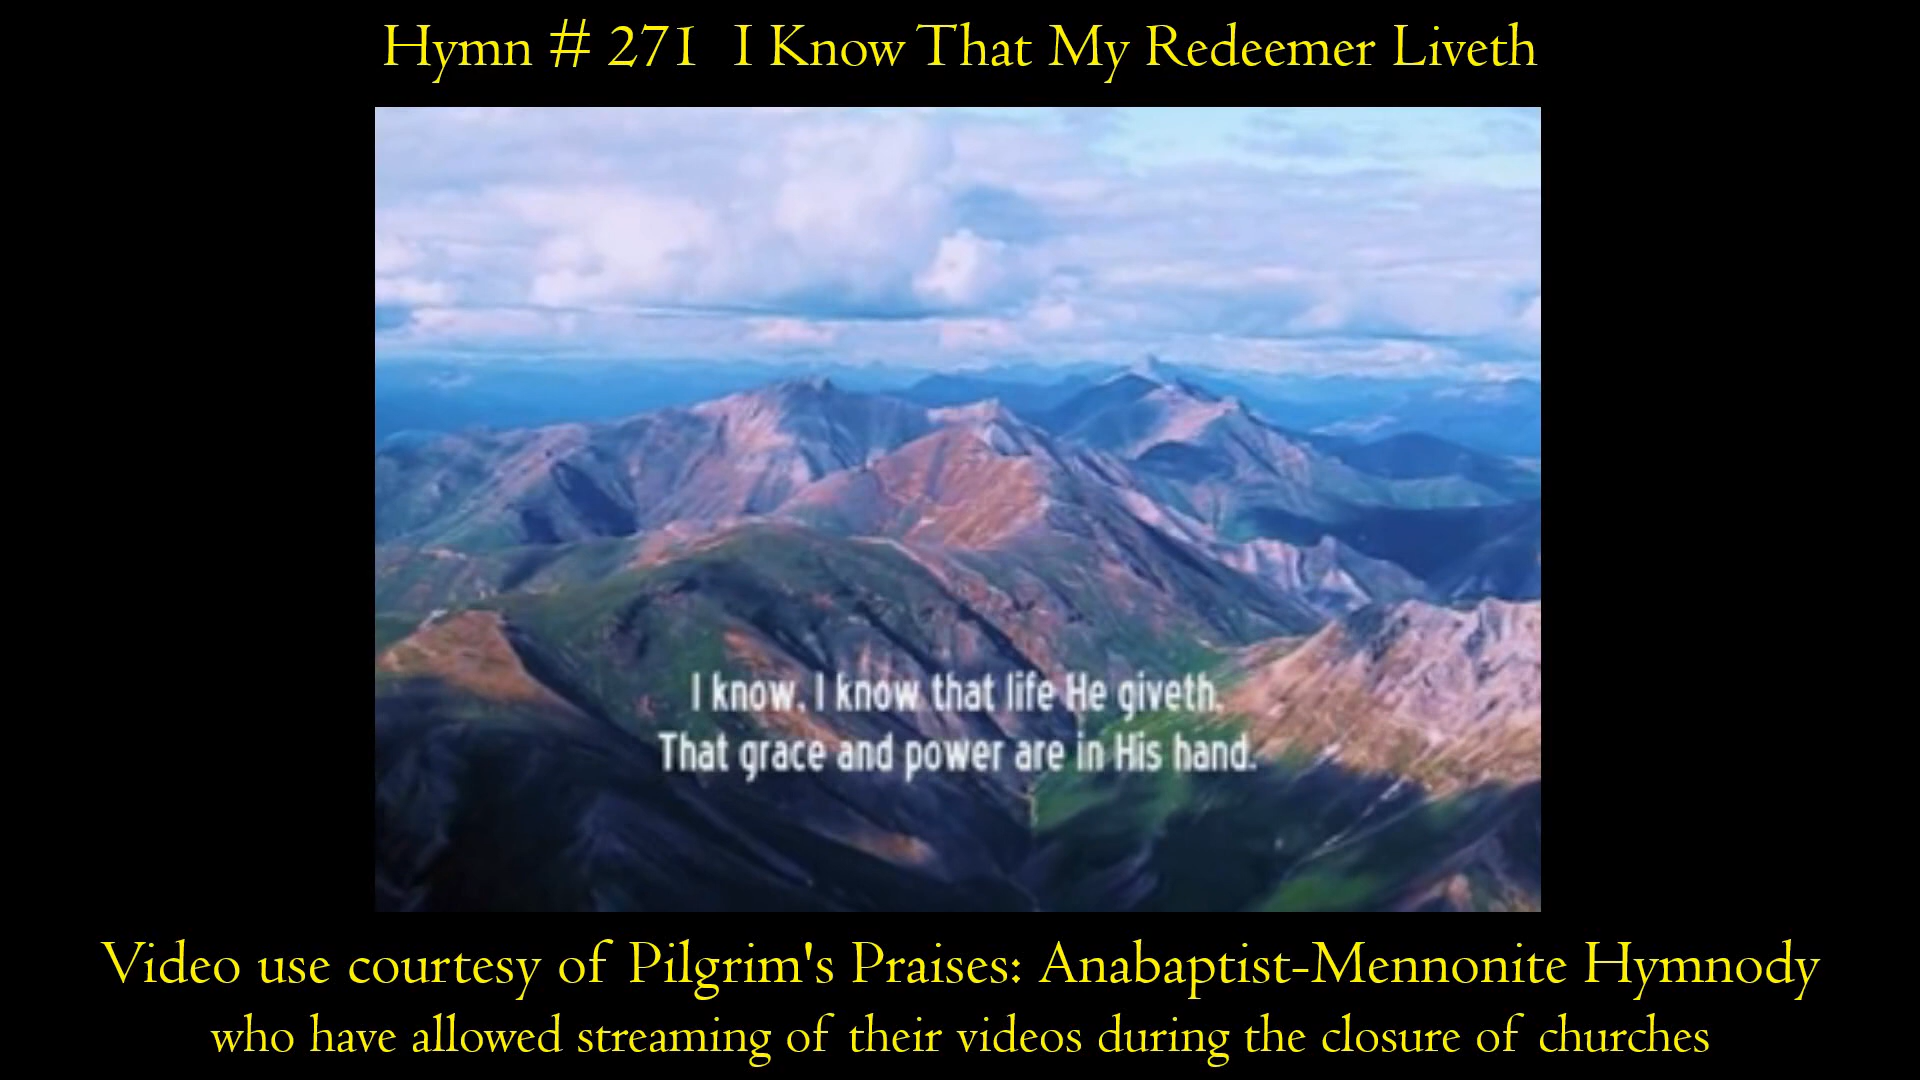 Hymn # 271 I Know That My Redeemer Liveth
I know, I know that life He giveth,
That grace and power are in His hand.
Video use courtesy of Pilgrim's Praises: Anabaptist-Mennonite Hymnody
who have allowed streaming of their videos during the closure of churches